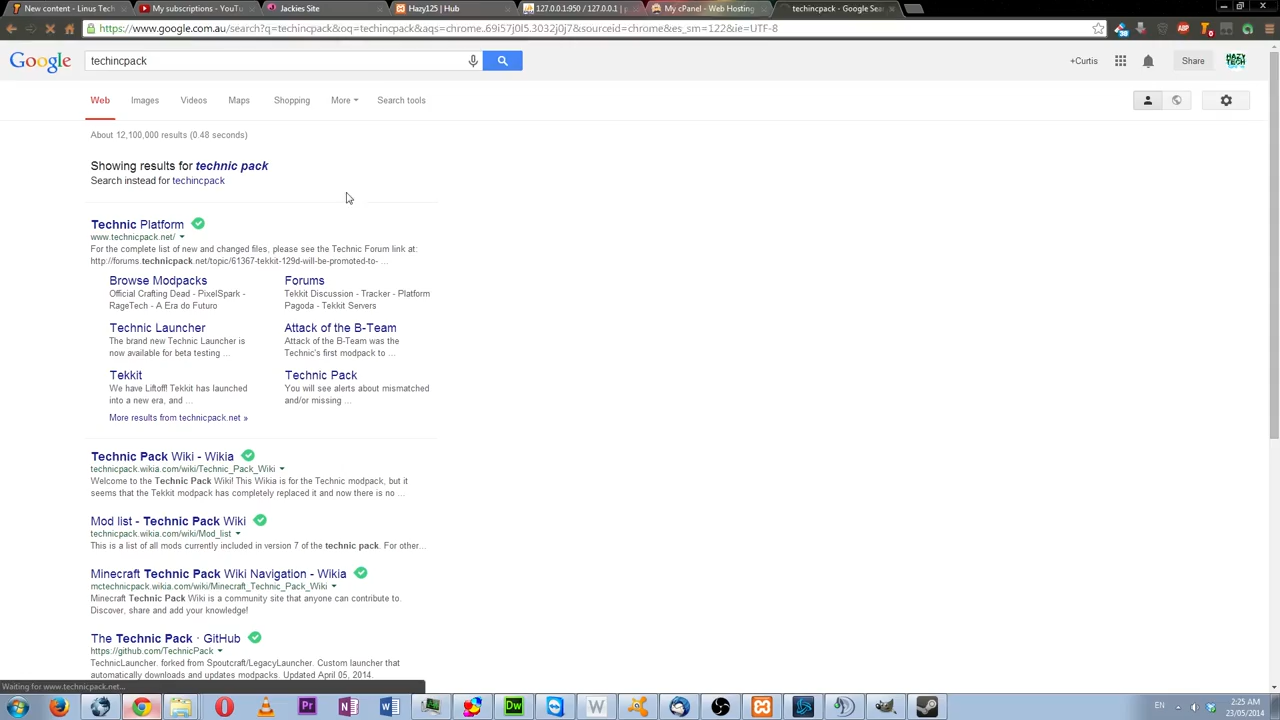 New content - 127.0.0.1
My subscriptions - YouTu
Jackies Site
Hazy125 | Hub
127.0.0.1:950 / 127.0.0.1 | p
My cPanel - Web Hosting
techincpack - Google Sea
https://www.google.com.au/search?q=techincpack&oq=techincpack&aqs=chrome..69i57j0l5.3032j0j7&sourceid=chrome&es_sm=122&ie=UTF-8
Google
techincpack
+Curtis
Share
Web Images Videos Maps Shopping More Search tools
About 12,100,000 results (0.48 seconds)
Showing results for technic pack
Search instead for techincpack
Technic Platform
www.technicpack.net/
For the complete list of new and changed files, please see the Technic Forum link at:
http://forums.technicpack.net/topic/61367-tekkit-129d-will-be-promoted-to- ...
Browse Modpacks
Official Crafting Dead - PixelSpark -
RageTech - A Era do Futuro
Forums
Tekkit Discussion - Tracker - Platform
Pagoda - Tekkit Servers
Technic Launcher
The brand new Technic Launcher is
now available for beta testing ...
Attack of the B-Team
Attack of the B-Team was the
Technic's first modpack to ...
Tekkit
We have Liftoff! Tekkit has launched
into a new era, and ...
Technic Pack
You will see alerts about mismatched
and/or missing ...
More results from technicpack.net »
Technic Pack Wiki - Wikia
technicpack.wikia.com/wiki/Technic_Pack_Wiki
Welcome to the Technic Pack Wiki! This Wikia is for the Technic modpack, but it
seems that the Tekkit modpack has completely replaced it and now there is no ...
Mod list - Technic Pack Wiki
technicpack.wikia.com/wiki/Mod_list
This is a list of all mods currently included in version 7 of the technic pack. For other...
Minecraft Technic Pack Wiki Navigation - Wikia
mctechnicpack.wikia.com/wiki/Minecraft_Technic_Pack_Wiki
Minecraft Technic Pack Wiki is a community site that anyone can contribute to.
Discover, share and add your knowledge!
The Technic Pack · GitHub
https://github.com/TechnicPack
TechnicLauncher. forked from Spoutcraft/LegacyLauncher. Custom launcher that
automatically downloads and updates modpacks. Updated April 05, 2014.
Waiting for www.technicpack.net...
EN
2:25 AM
23/05/2014